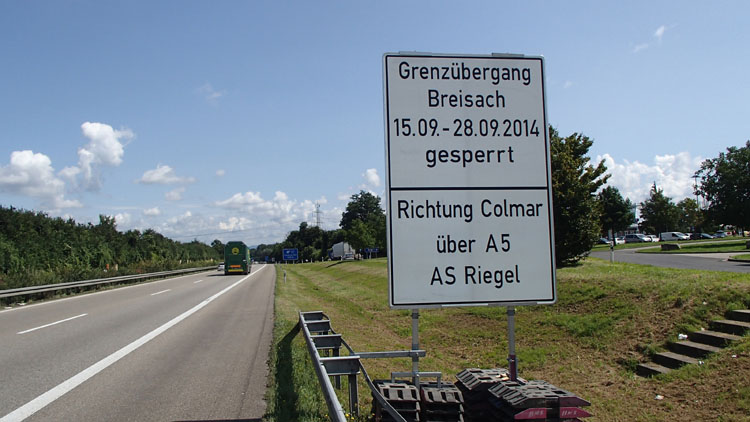 Grenzübergang
Breisach
15.09.-28.09.2014
gesperrt
Richtung Colmar
über A5
AS Riegel